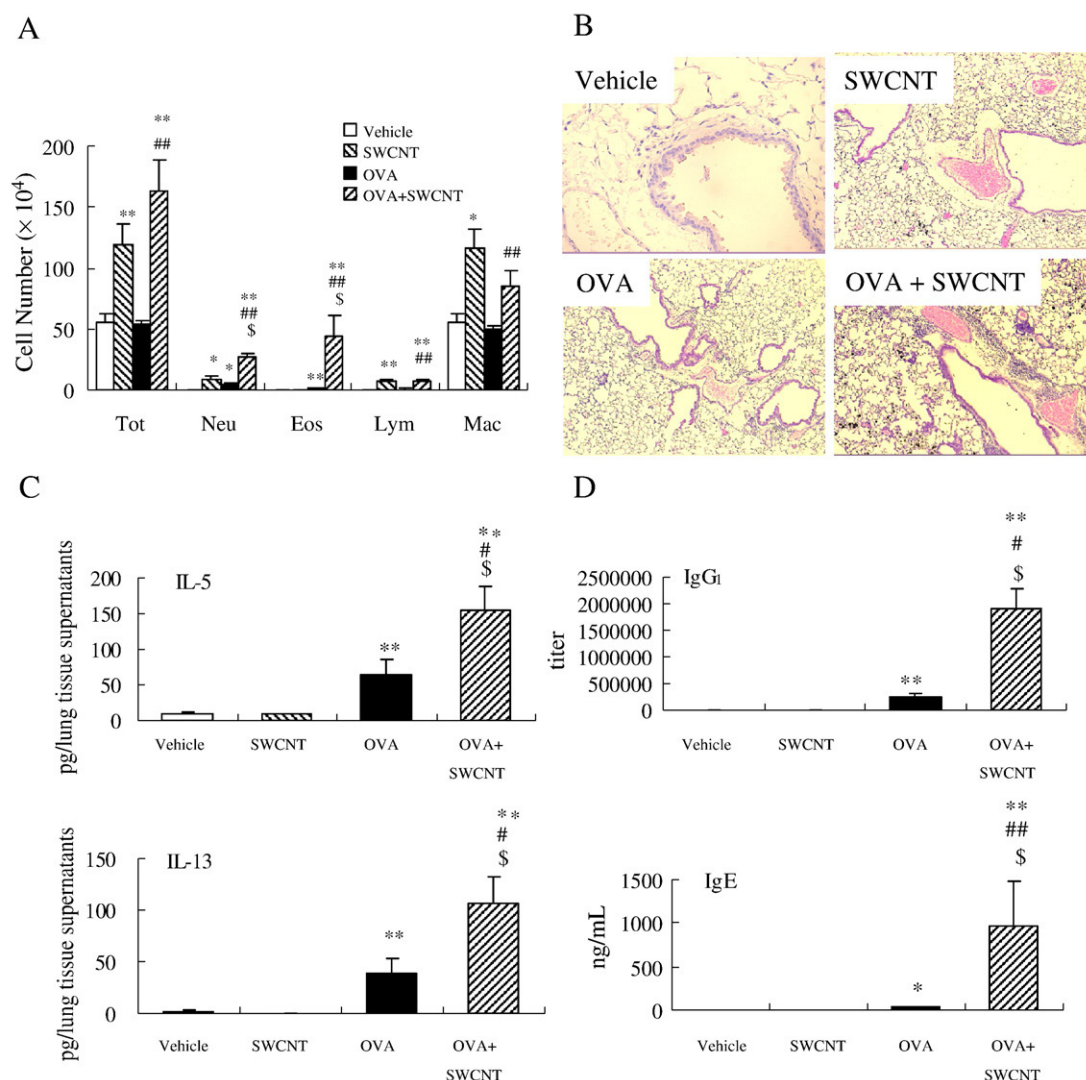 A
Cell Number (× 10⁴)
200
150
100
50
0
** ##
**
* *
** ## $
**
** ## $
**
** ##
*
##
Vehicle
SWCNT
OVA
OVA+SWCNT
Tot Neu Eos Lym Mac
B
Vehicle
SWCNT
OVA
OVA + SWCNT
C
pg/lung tissue supernatants
IL-5
200
150
100
50
0
**
**
#
$
Vehicle SWCNT OVA OVA+
SWCNT
pg/lung tissue supernatants
IL-13
150
100
50
0
**
**
#
$
Vehicle SWCNT OVA OVA+
SWCNT
D
titer
IgG₁
2500000
2000000
1500000
1000000
500000
0
**
**
#
$
Vehicle SWCNT OVA OVA+
SWCNT
ng/mL
IgE
1500
1000
500
0
*
**
##
$
Vehicle SWCNT OVA OVA+
SWCNT